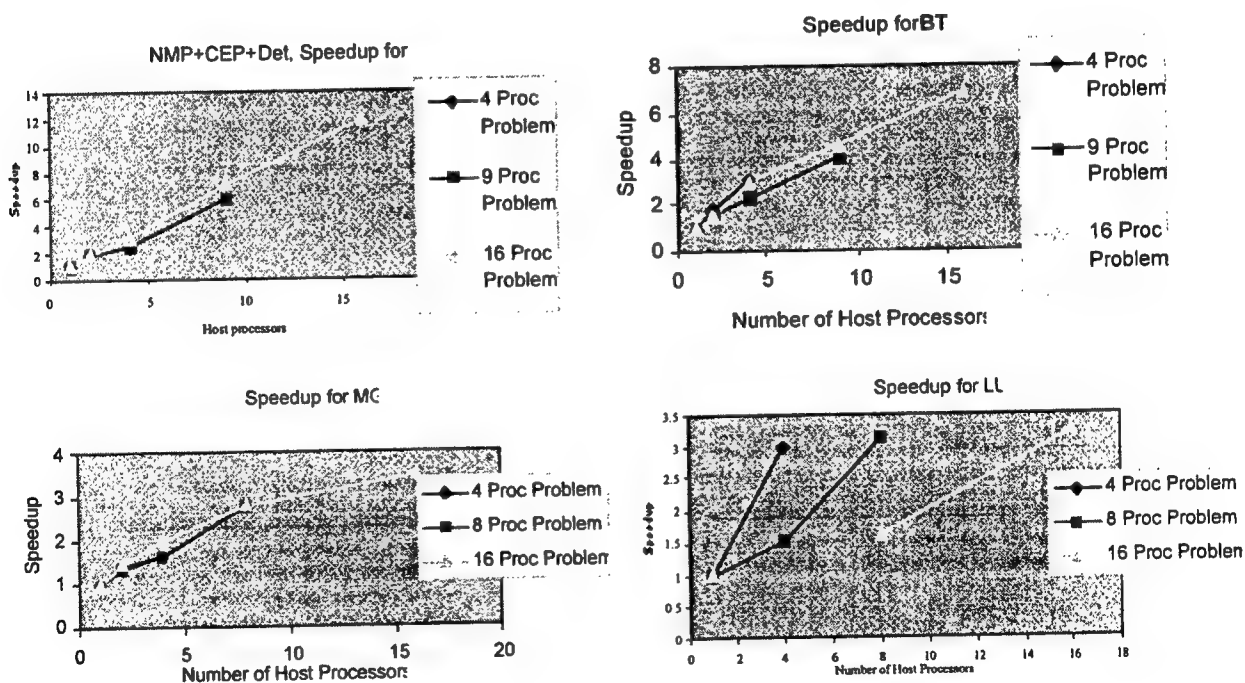 NMP+CEP+Det, Speedup for
14
12
10
8
6
4
2
0
Speedup
0
5
10
15
Host processors
4 Proc
Problem
9 Proc
Problem
16 Proc
Problem
Speedup for BT
8
6
4
2
0
Speedup
0
5
10
15
Number of Host Processors
4 Proc
Problem
9 Proc
Problem
16 Proc
Problem
Speedup for MG
4
3
2
1
0
Speedup
0
5
10
15
20
Number of Host Processors
4 Proc Problem
8 Proc Problem
16 Proc Problem
Speedup for LU
3.5
3
2.5
2
1.5
1
0.5
0
Speedup
0
2
4
6
8
10
12
14
16
18
Number of Host Processors
4 Proc Problem
8 Proc Problem
16 Proc Problem